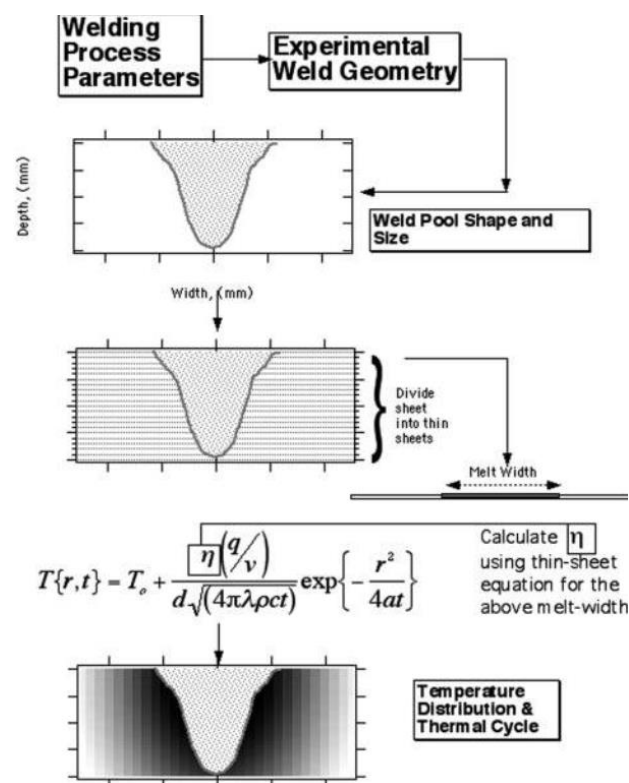 Welding
Process
Parameters
Experimental
Weld Geometry
Depth, (mm)
Weld Pool Shape and
Size
Width, (mm)
Divide
sheet
into thin
sheets
Melt Width
Calculate η
using thin-sheet
equation for the
above melt-width
T{r,t} = T_o + η(q/v) / d√(4πλρct) exp{-r²/4at}
Temperature
Distribution &
Thermal Cycle